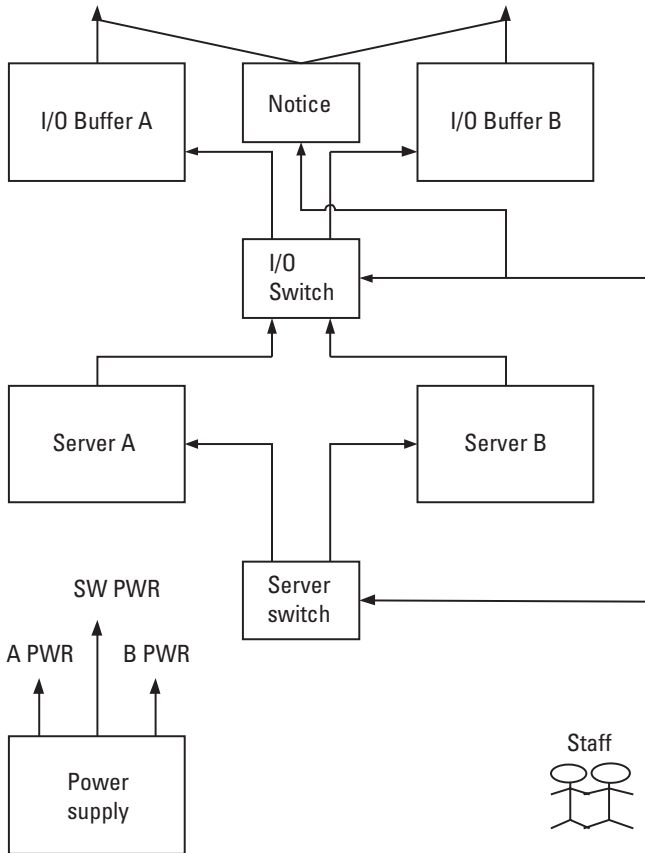 I/O Buffer A
Notice
I/O Buffer B
I/O
Switch
Server A
Server B
Server
switch
SW PWR
A PWR
B PWR
Power
supply
Staff